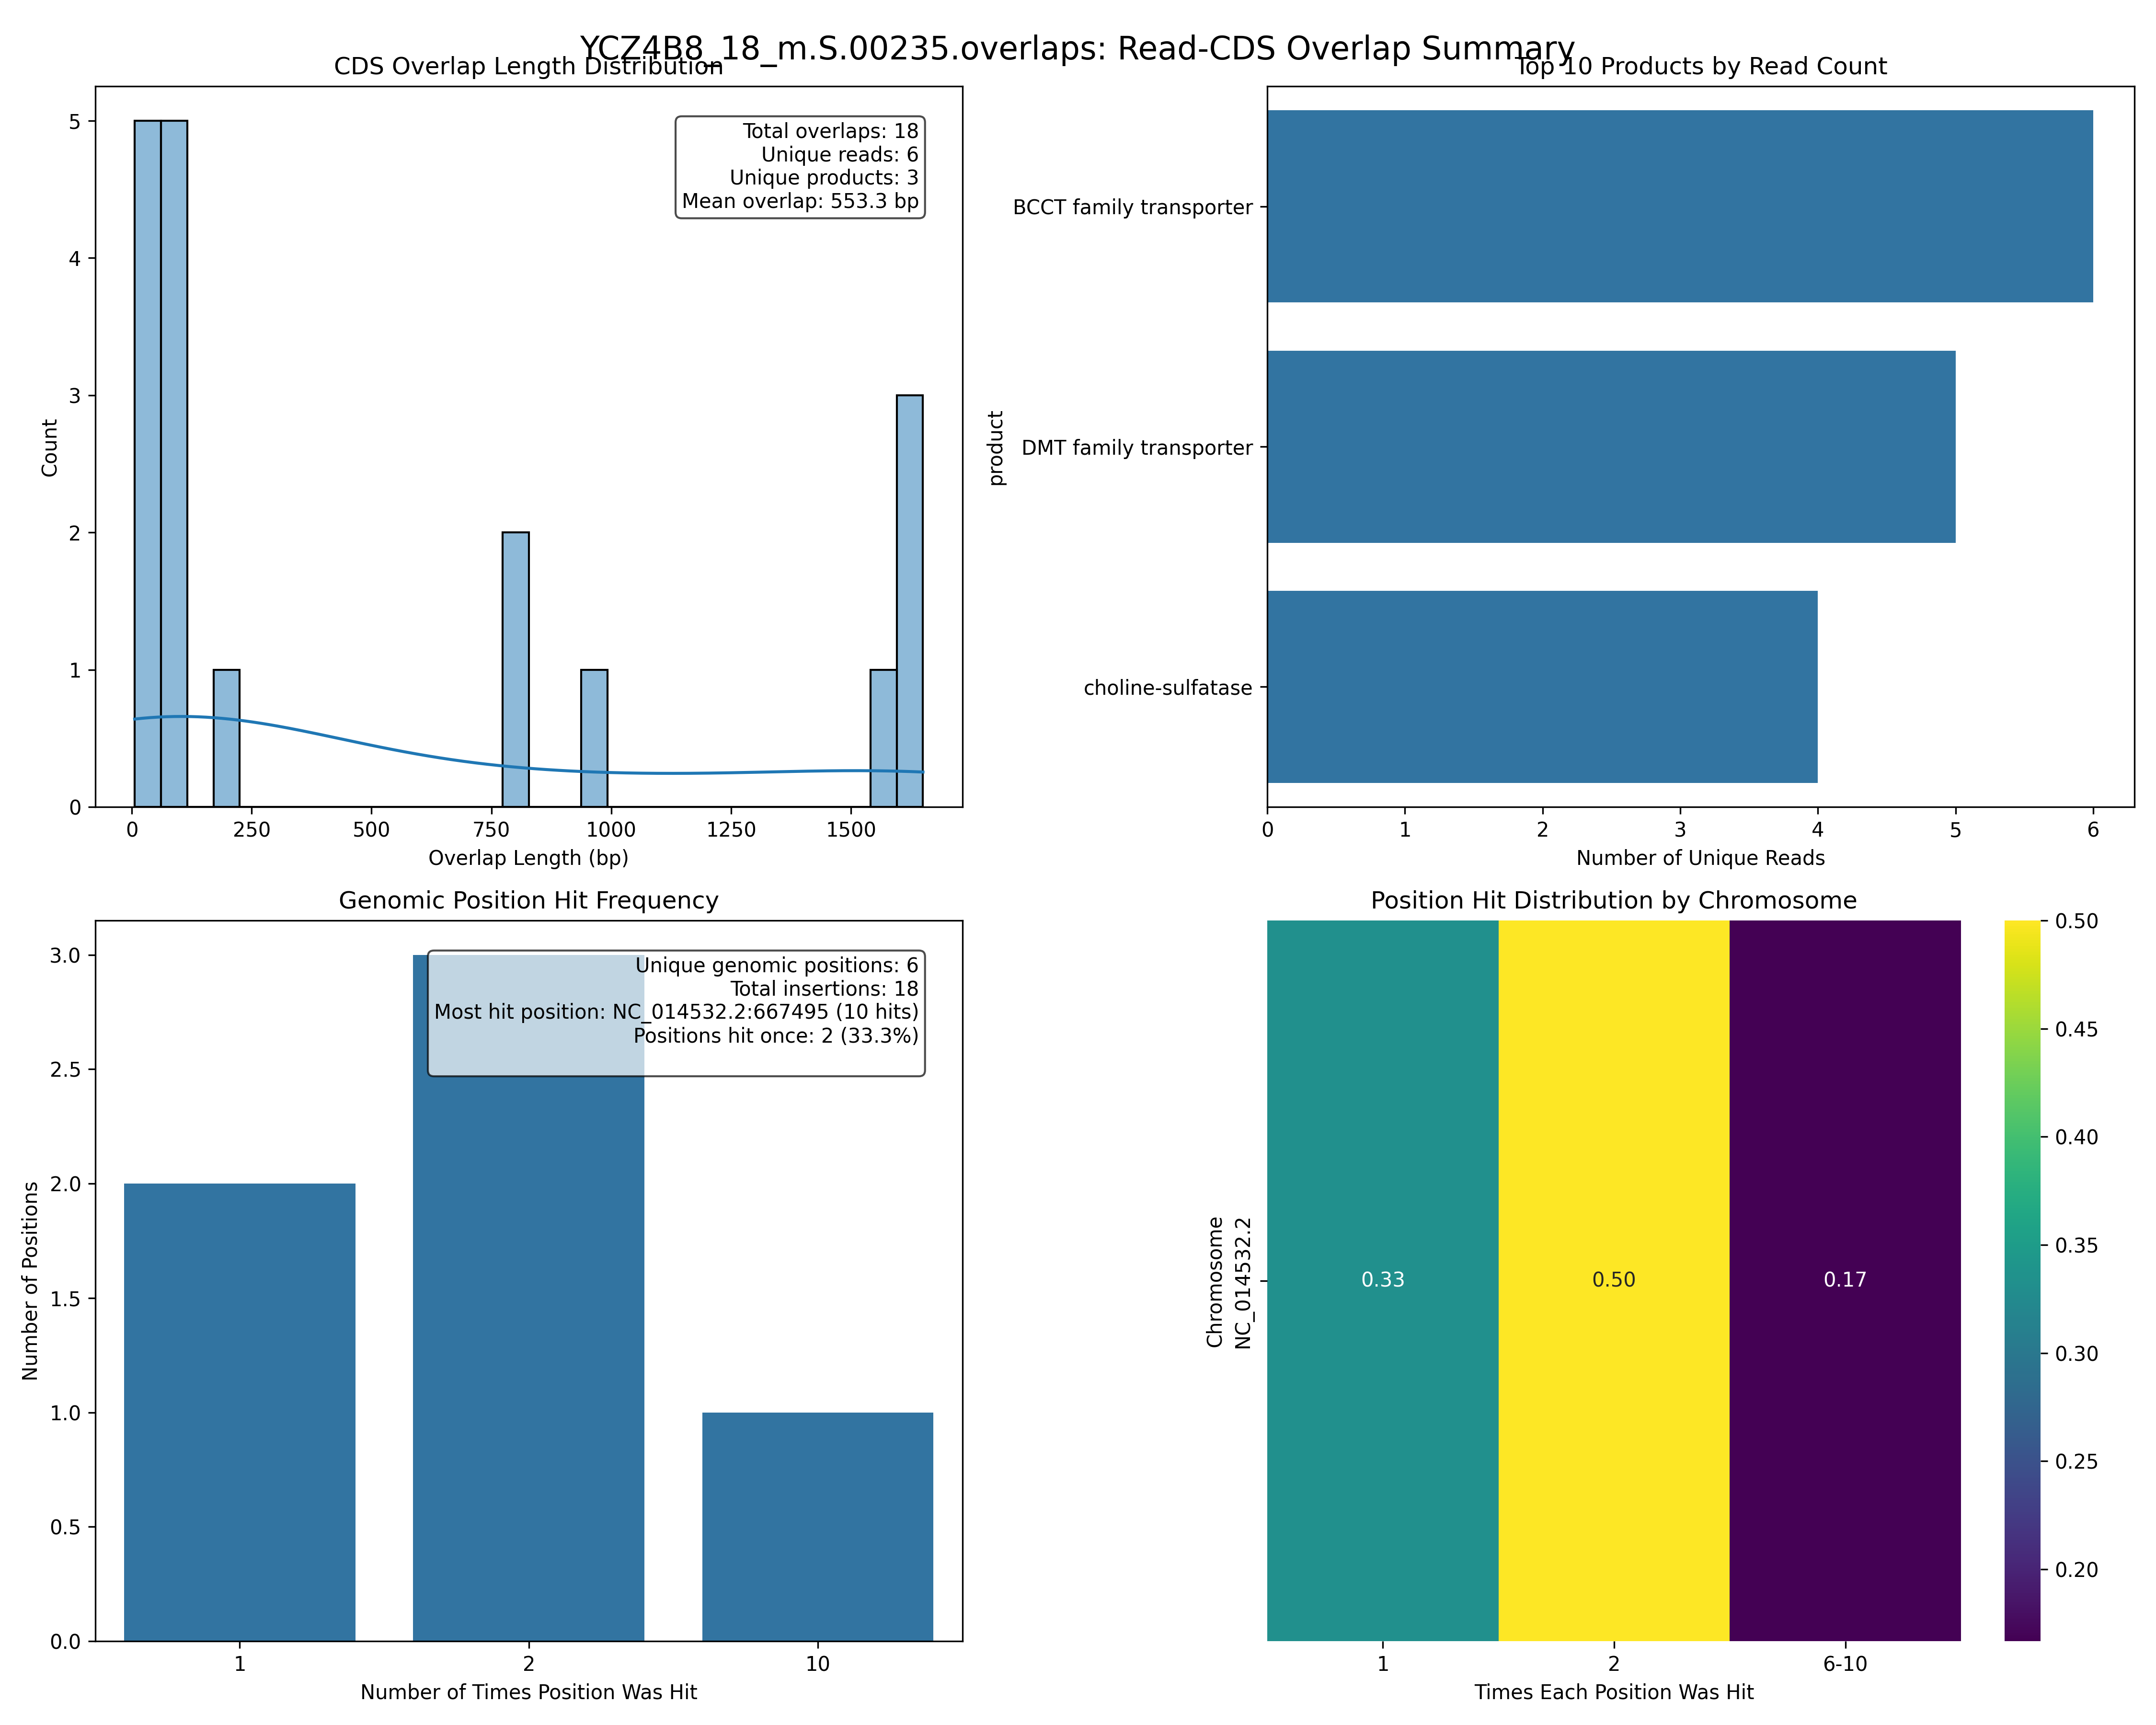 YCZ4B8_18_m.S.00235.overlaps: Read-CDS Overlap Summary
CDS Overlap Length Distribution
Total overlaps: 18
Unique reads: 6
Unique products: 3
Mean overlap: 553.3 bp
5
4
3
2
1
0
Count
0 250 500 750 1000 1250 1500
Overlap Length (bp)
Top 10 Products by Read Count
product
BCCT family transporter
DMT family transporter
choline-sulfatase
0 1 2 3 4 5 6
Number of Unique Reads
Genomic Position Hit Frequency
Unique genomic positions: 6
Total insertions: 18
Most hit position: NC_014532.2:667495 (10 hits)
Positions hit once: 2 (33.3%)
3.0
2.5
2.0
1.5
1.0
0.5
0.0
Number of Positions
1 2 10
Number of Times Position Was Hit
Position Hit Distribution by Chromosome
Chromosome
NC_014532.2
0.33 0.50 0.17
1 2 6-10
Times Each Position Was Hit
0.50
0.45
0.40
0.35
0.30
0.25
0.20